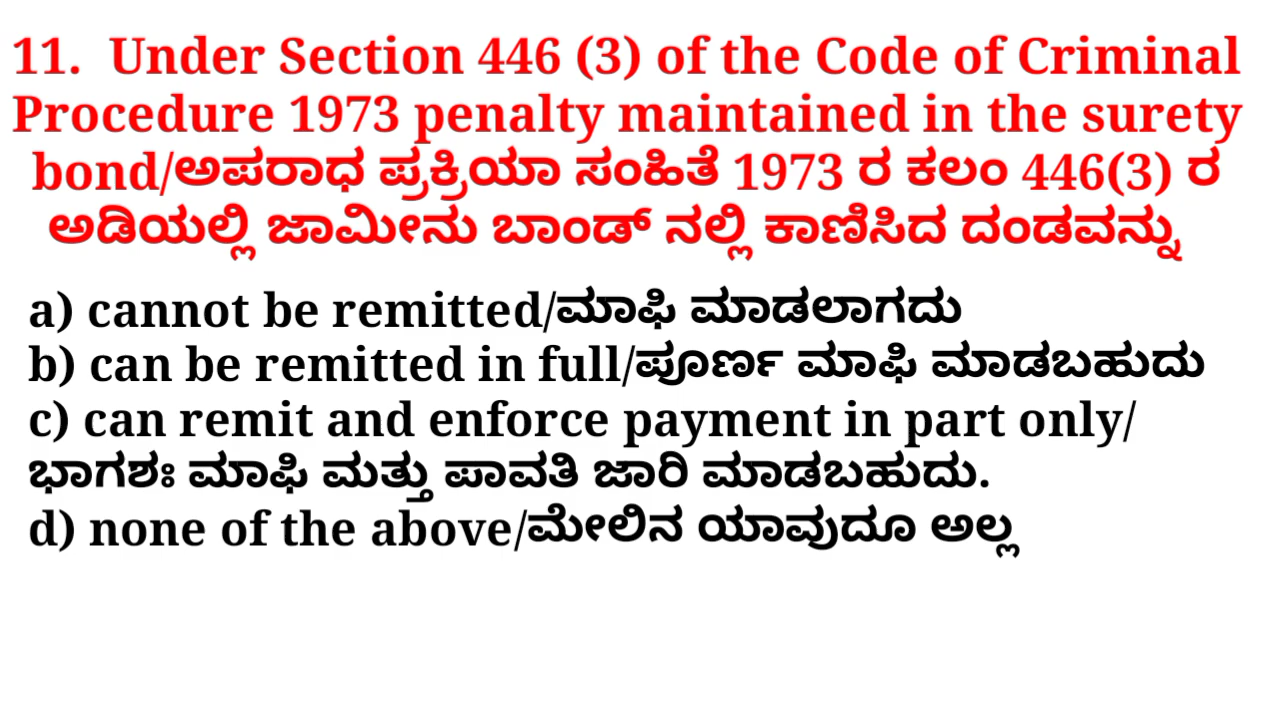 11. Under Section 446 (3) of the Code of Criminal
Procedure 1973 penalty maintained in the surety
bond/ಅಪರಾಧ ಪ್ರಕ್ರಿಯಾ ಸಂಹಿತೆ 1973 ರ ಕಲಂ 446(3) ರ
ಅಡಿಯಲ್ಲಿ ಜಾಮೀನು ಬಾಂಡ್ ನಲ್ಲಿ ಕಾಣಿಸಿದ ದಂಡವನ್ನು
a) cannot be remitted/ಮಾಫಿ ಮಾಡಲಾಗದು
b) can be remitted in full/ಪೂರ್ಣ ಮಾಫಿ ಮಾಡಬಹುದು
c) can remit and enforce payment in part only/
ಭಾಗಶಃ ಮಾಫಿ ಮತ್ತು ಪಾವತಿ ಜಾರಿ ಮಾಡಬಹುದು.
d) none of the above/ಮೇಲಿನ ಯಾವುದೂ ಅಲ್ಲ